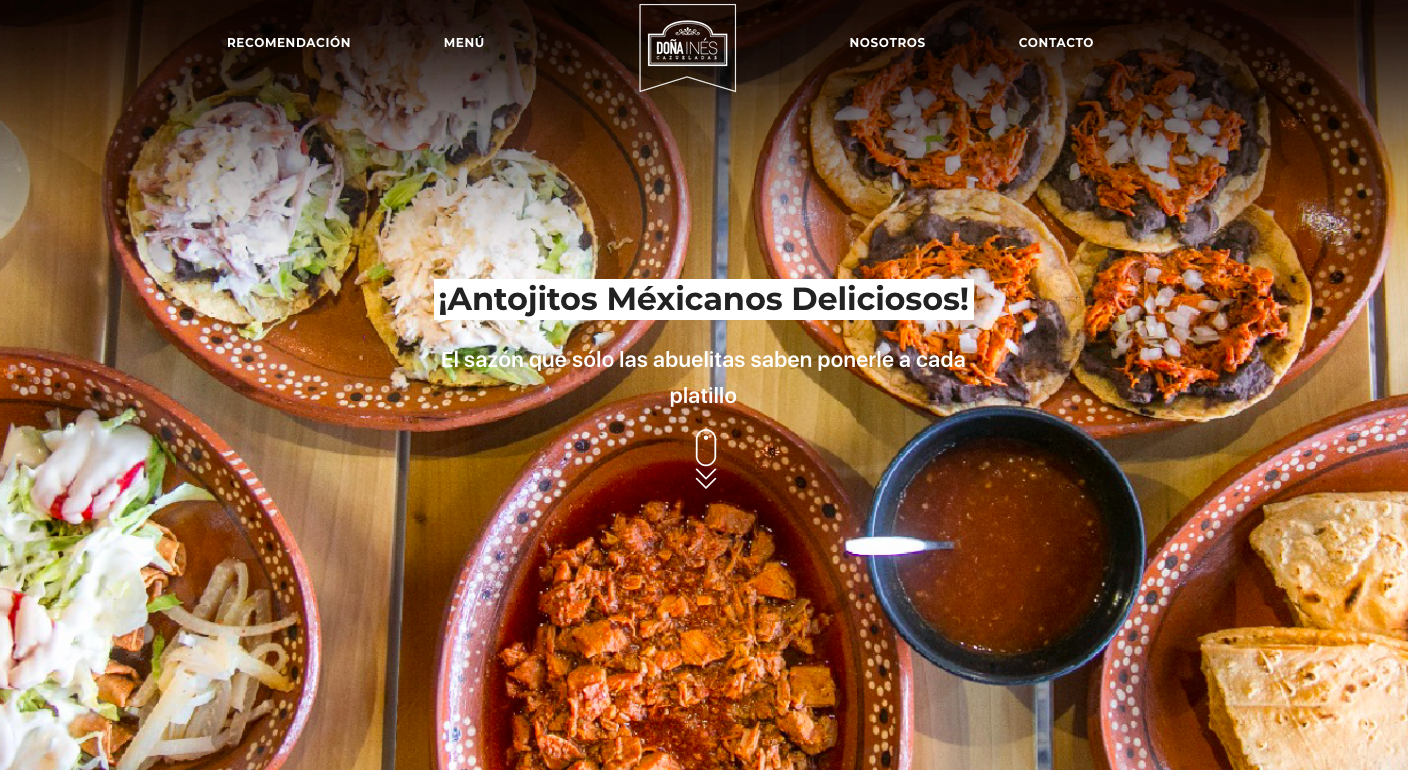 RECOMENDACIÓN
MENÚ
DOÑA INÉS
CAZUELADAS
NOSOTROS
CONTACTO
¡Antojitos Méxicanos Deliciosos!
El sazón que sólo las abuelitas saben ponerle a cada
platillo